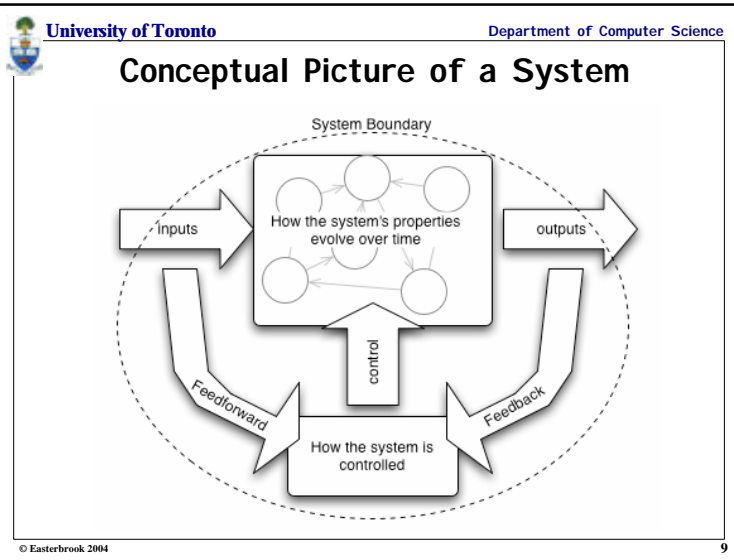 University of Toronto
Department of Computer Science
Conceptual Picture of a System
System Boundary
inputs
How the system's properties
evolve over time
outputs
control
Feedforward
Feedback
How the system is
controlled
© Easterbrook 2004
9